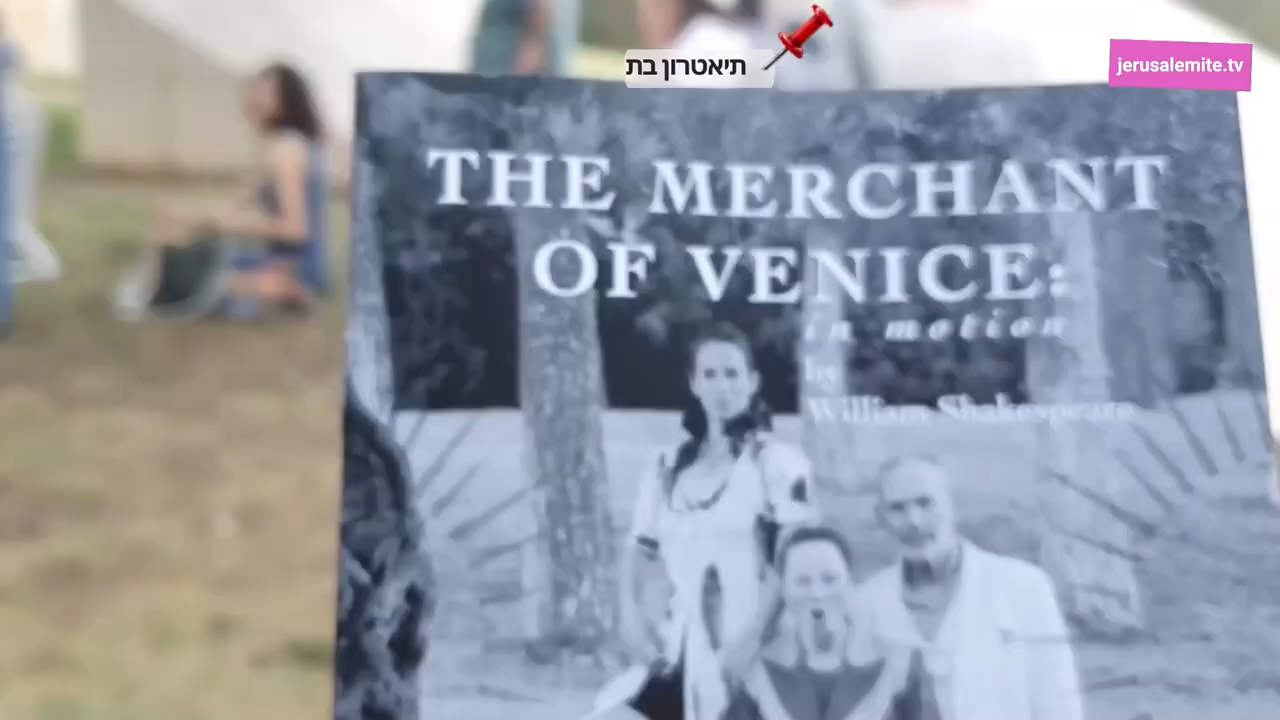 תיאטרון בת
jerusalemite.tv
THE MERCHANT
OF VENICE:
in motion
by
William Shakespeare